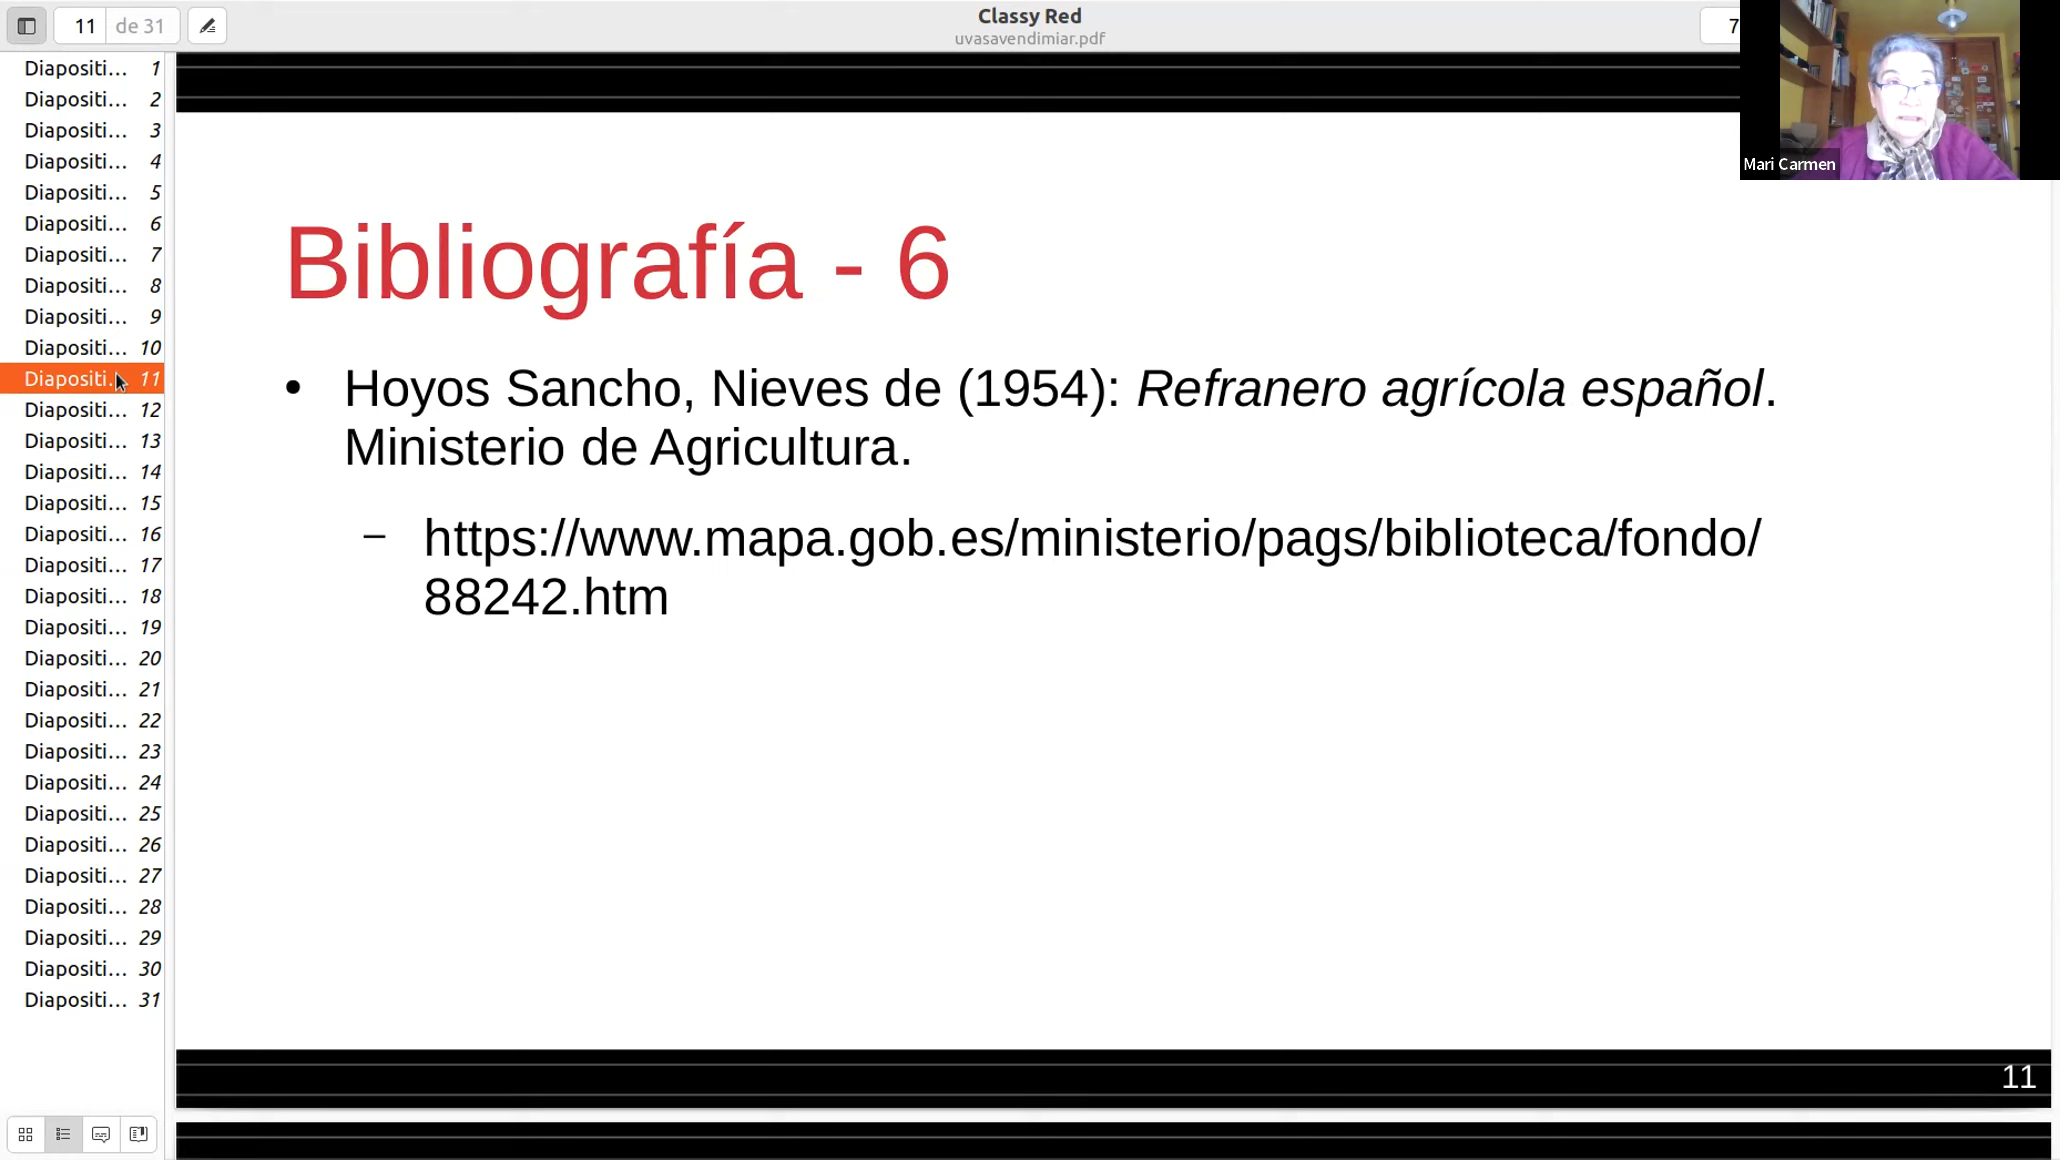 11 de 31
Classy Red
uvasavendimiar.pdf
7
Mari Carmen
Diapositi... 1
Diapositi... 2
Diapositi... 3
Diapositi... 4
Diapositi... 5
Diapositi... 6
Diapositi... 7
Diapositi... 8
Diapositi... 9
Diapositi... 10
Diapositi... 11
Diapositi... 12
Diapositi... 13
Diapositi... 14
Diapositi... 15
Diapositi... 16
Diapositi... 17
Diapositi... 18
Diapositi... 19
Diapositi... 20
Diapositi... 21
Diapositi... 22
Diapositi... 23
Diapositi... 24
Diapositi... 25
Diapositi... 26
Diapositi... 27
Diapositi... 28
Diapositi... 29
Diapositi... 30
Diapositi... 31
Bibliografía - 6
• Hoyos Sancho, Nieves de (1954): Refranero agrícola español.
Ministerio de Agricultura.
– https://www.mapa.gob.es/ministerio/pags/biblioteca/fondo/
88242.htm
11